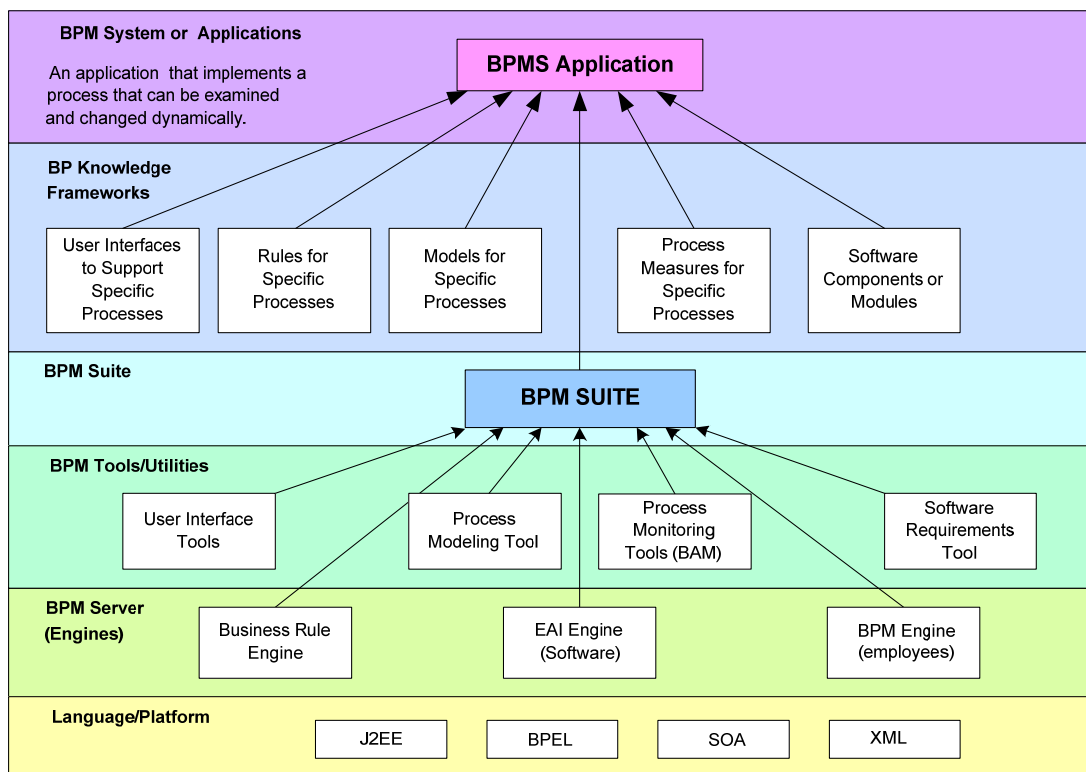 BPM System or Applications
An application that implements a
process that can be examined
and changed dynamically.
BPMS Application
BP Knowledge
Frameworks
User Interfaces
to Support
Specific
Processes
Rules for
Specific
Processes
Models for
Specific
Processes
Process
Measures for
Specific
Processes
Software
Components or
Modules
BPM Suite
BPM SUITE
BPM Tools/Utilities
User Interface
Tools
Process
Modeling Tool
Process
Monitoring
Tools (BAM)
Software
Requirements
Tool
BPM Server
(Engines)
Business Rule
Engine
EAI Engine
(Software)
BPM Engine
(employees)
Language/Platform
J2EE
BPEL
SOA
XML